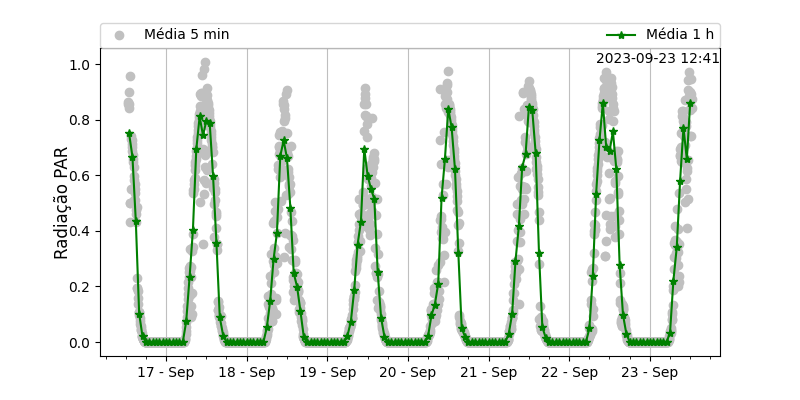 Média 5 min
Média 1 h
2023-09-23 12:41
Radiação PAR
1.0
0.8
0.6
0.4
0.2
0.0
17 - Sep
18 - Sep
19 - Sep
20 - Sep
21 - Sep
22 - Sep
23 - Sep